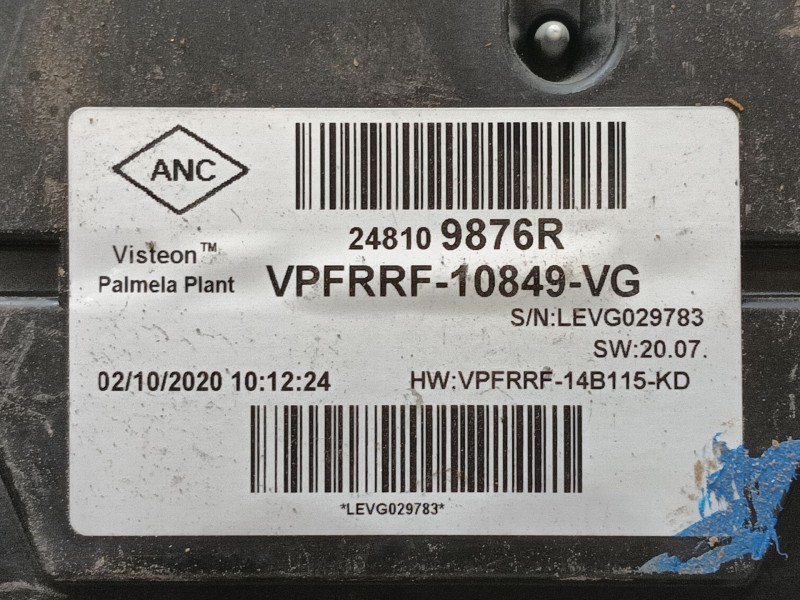 ANC
24810 9876R
Visteon™
Palmela Plant
VPFRRF-10849-VG
S/N:LEVG029783
SW:20.07.
02/10/2020 10:12:24
HW:VPFRRF-14B115-KD
*LEVG029783*